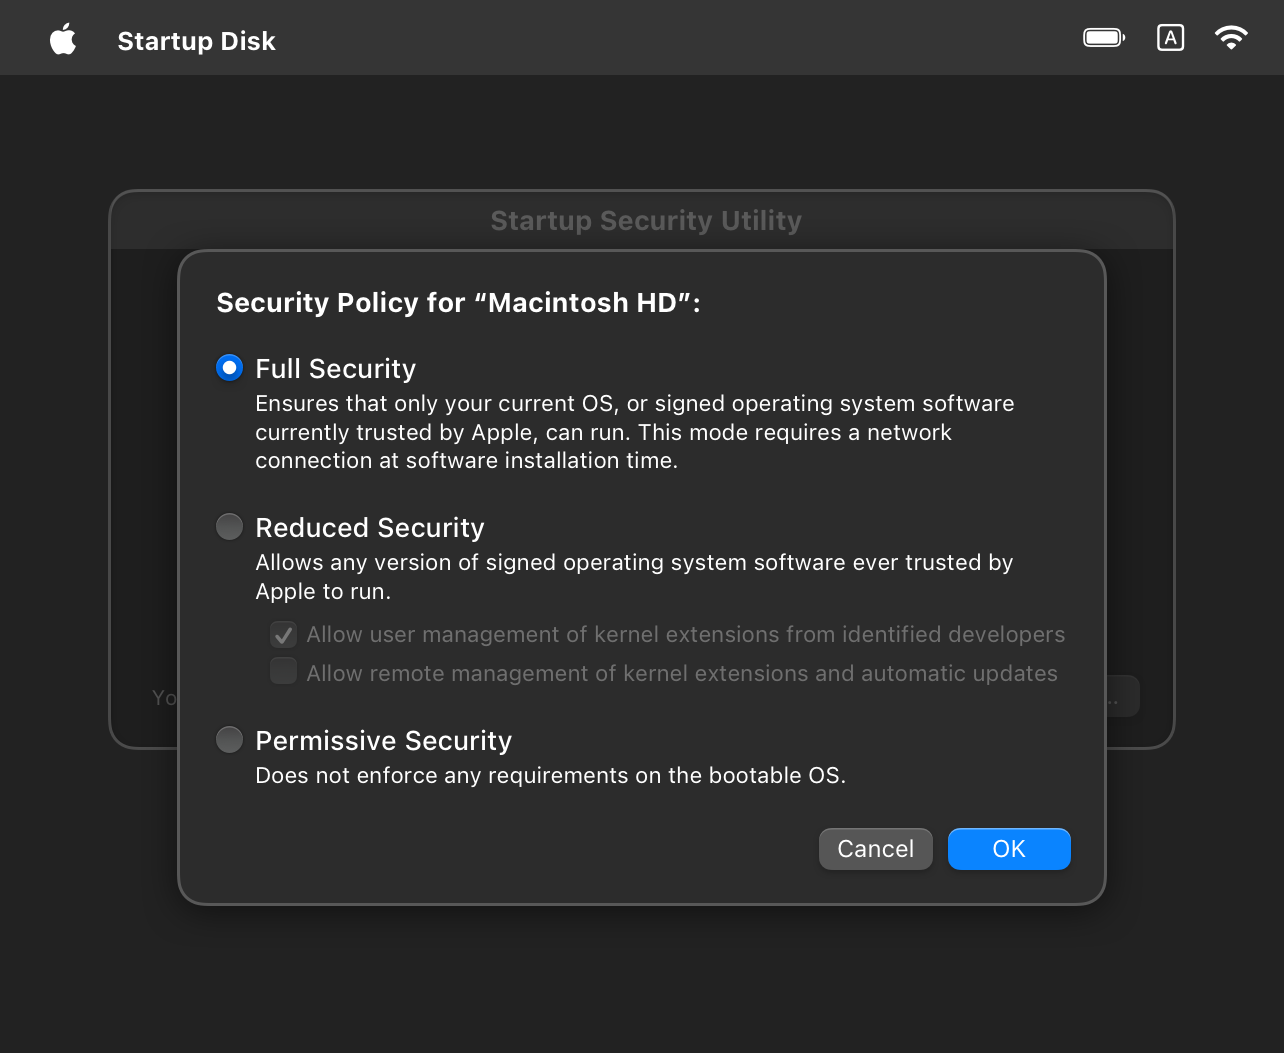 Startup Disk
A
Startup Security Utility
Security Policy for “Macintosh HD”:
Full Security
Ensures that only your current OS, or signed operating system software
currently trusted by Apple, can run. This mode requires a network
connection at software installation time.
Reduced Security
Allows any version of signed operating system software ever trusted by
Apple to run.
Allow user management of kernel extensions from identified developers
Allow remote management of kernel extensions and automatic updates
Yo
..
Permissive Security
Does not enforce any requirements on the bootable OS.
Cancel
OK